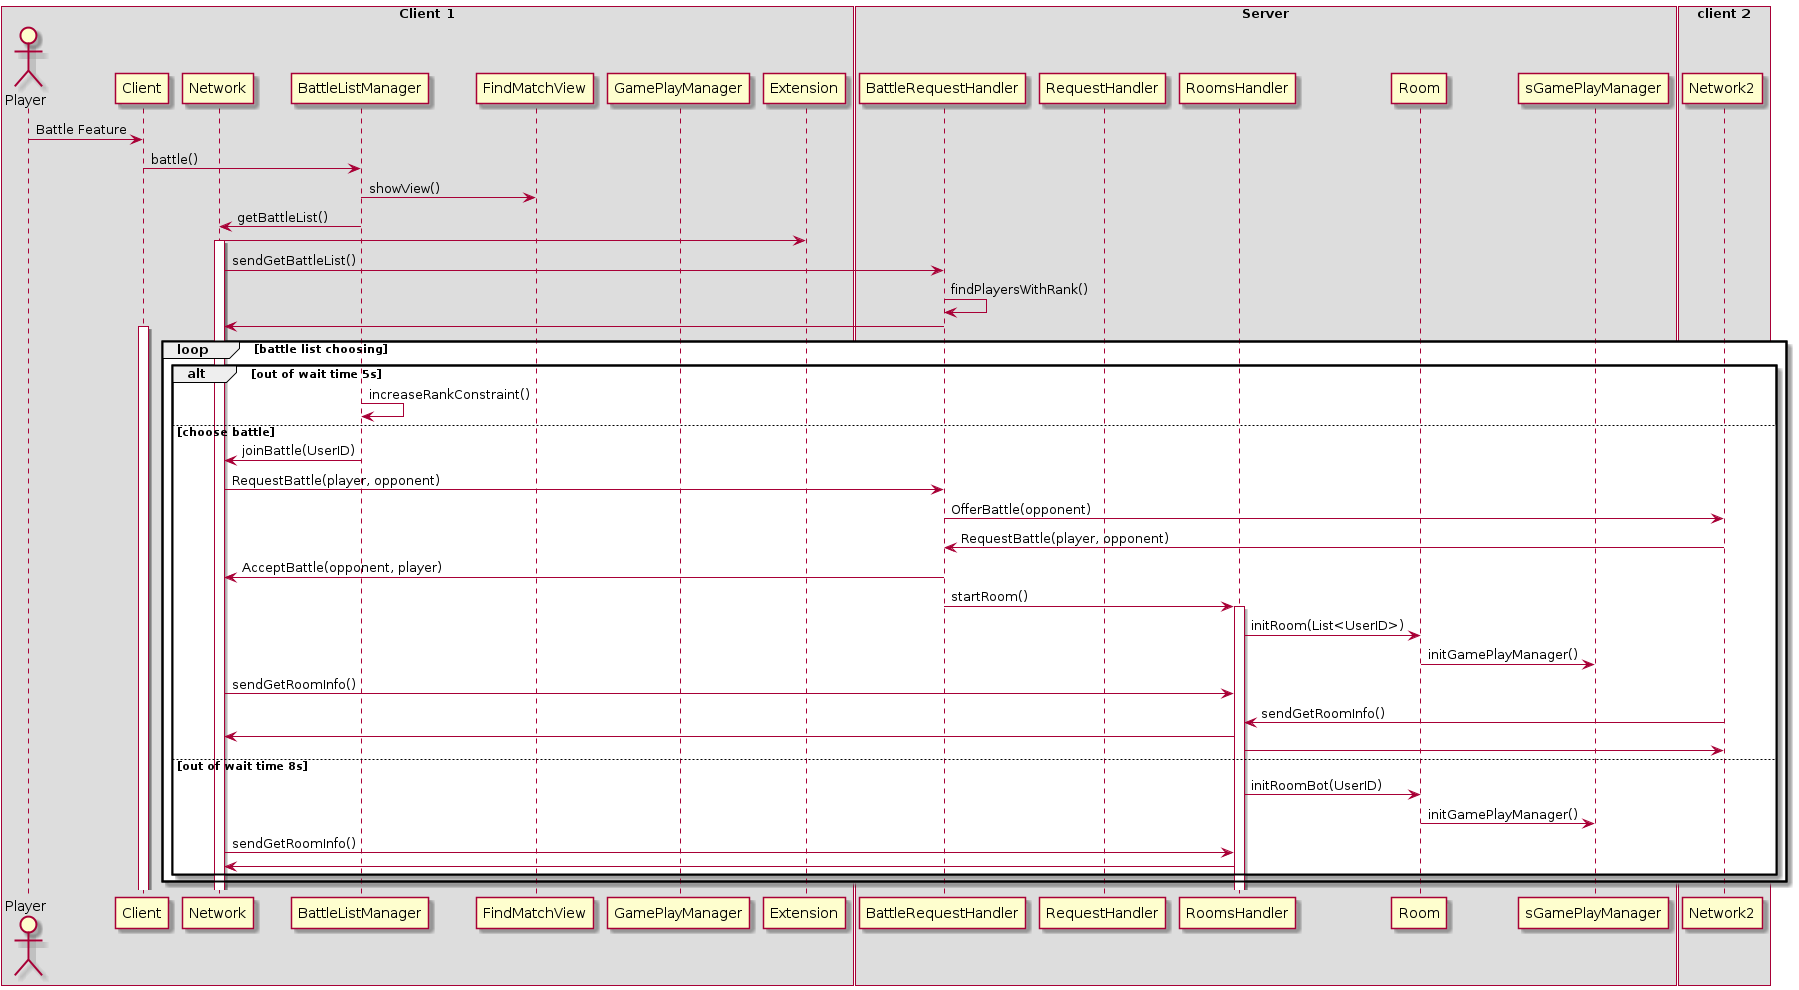 Client 1
Server
client 2
Player
Client
Network
BattleListManager
FindMatchView
GamePlayManager
Extension
BattleRequestHandler
RequestHandler
RoomsHandler
Room
sGamePlayManager
Network2
Battle Feature
battle()
showView()
getBattleList()
sendGetBattleList()
findPlayersWithRank()
loop
[battle list choosing]
alt
[out of wait time 5s]
increaseRankConstraint()
[choose battle]
joinBattle(UserID)
RequestBattle(player, opponent)
OfferBattle(opponent)
RequestBattle(player, opponent)
AcceptBattle(opponent, player)
startRoom()
initRoom(List<UserID>)
initGamePlayManager()
sendGetRoomInfo()
sendGetRoomInfo()
[out of wait time 8s]
initRoomBot(UserID)
initGamePlayManager()
sendGetRoomInfo()
Player
Client
Network
BattleListManager
FindMatchView
GamePlayManager
Extension
BattleRequestHandler
RequestHandler
RoomsHandler
Room
sGamePlayManager
Network2